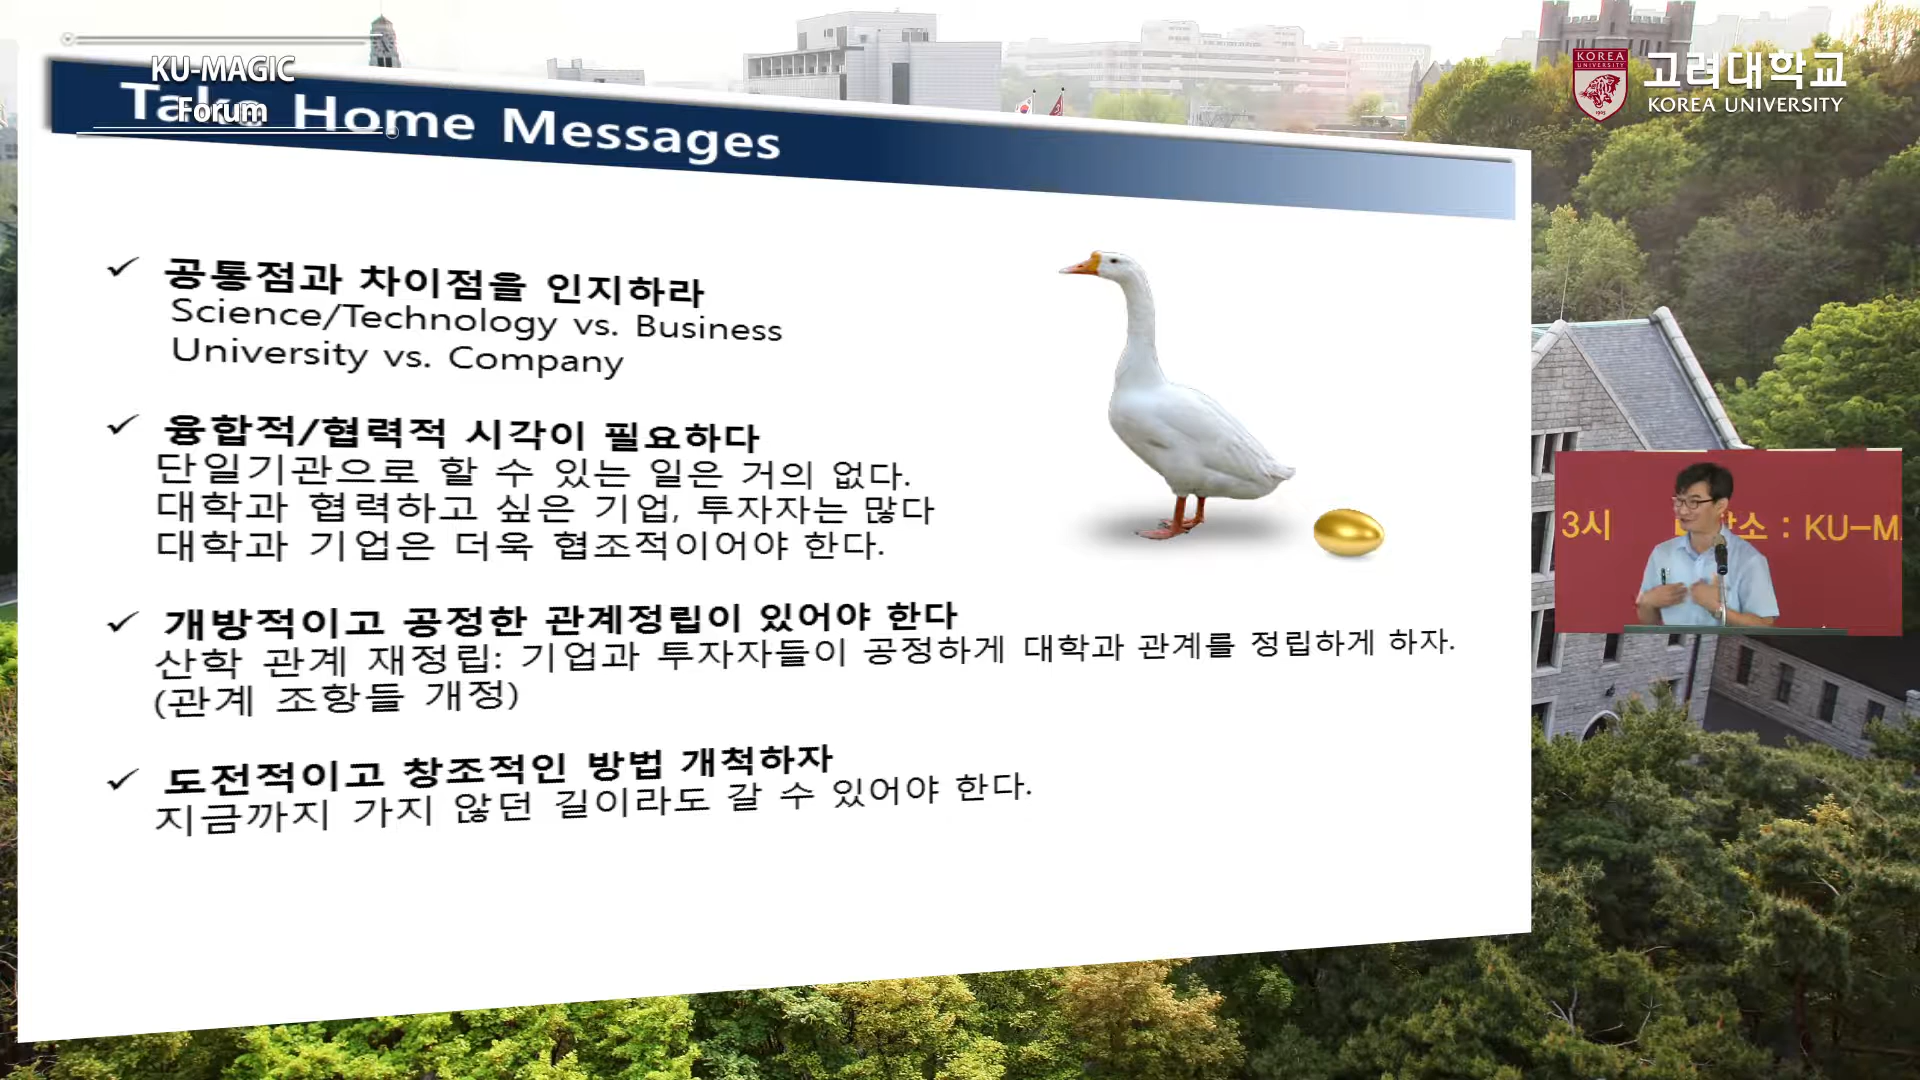 KU-MAGIC
Forum
고려대학교
KOREA UNIVERSITY
Take Home Messages
✓ 공통점과 차이점을 인지하라
Science/Technology vs. Business
University vs. Company
✓ 융합적/협력적 시각이 필요하다
단일기관으로 할 수 있는 일은 거의 없다.
대학과 협력하고 싶은 기업, 투자자는 많다
대학과 기업은 더욱 협조적이어야 한다.
✓ 개방적이고 공정한 관계정립이 있어야 한다
산학 관계 재정립: 기업과 투자자들이 공정하게 대학과 관계를 정립하게 하자.
(관계 조항들 개정)
✓ 도전적이고 창조적인 방법 개척하자
지금까지 가지 않던 길이라도 갈 수 있어야 한다.
3시 소 : KU-MA